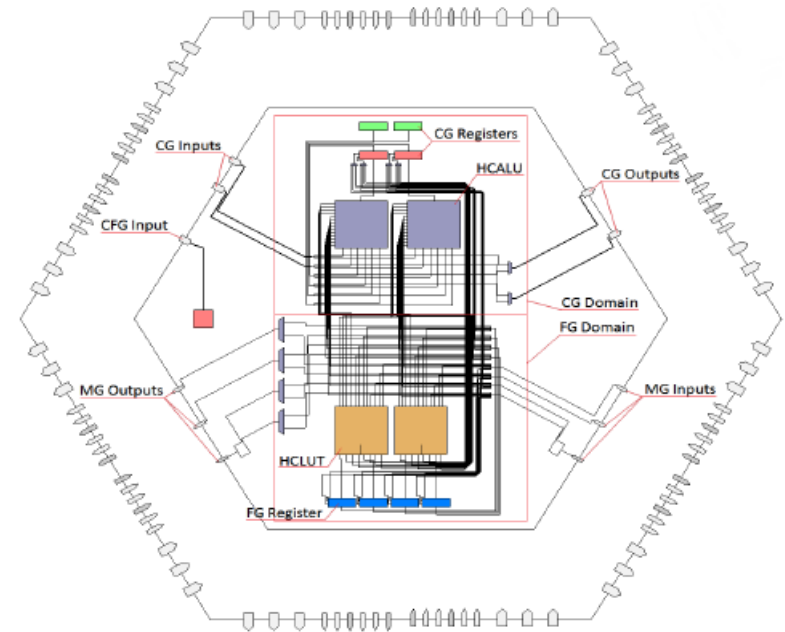 CG Registers
CG Inputs
HCALU
CG Outputs
CFG Input
CG Domain
FG Domain
MG Outputs
MG Inputs
HCLUT
FG Register